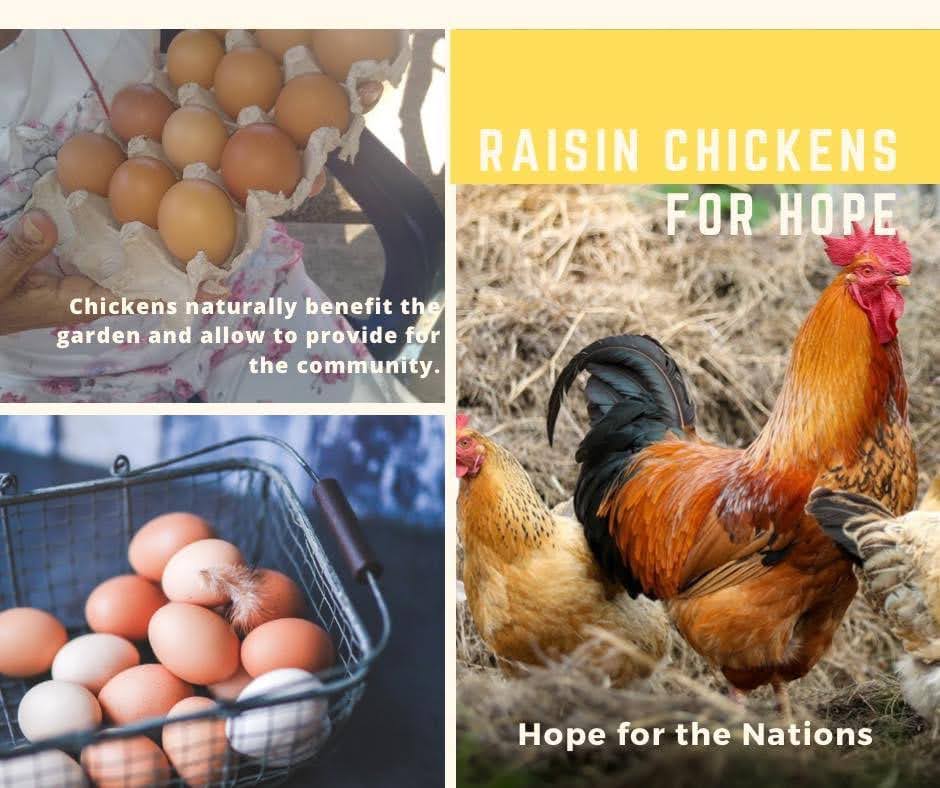 RAISIN CHICKENS
FOR HOPE
Chickens naturally benefit the
garden and allow to provide for
the community.
Hope for the Nations